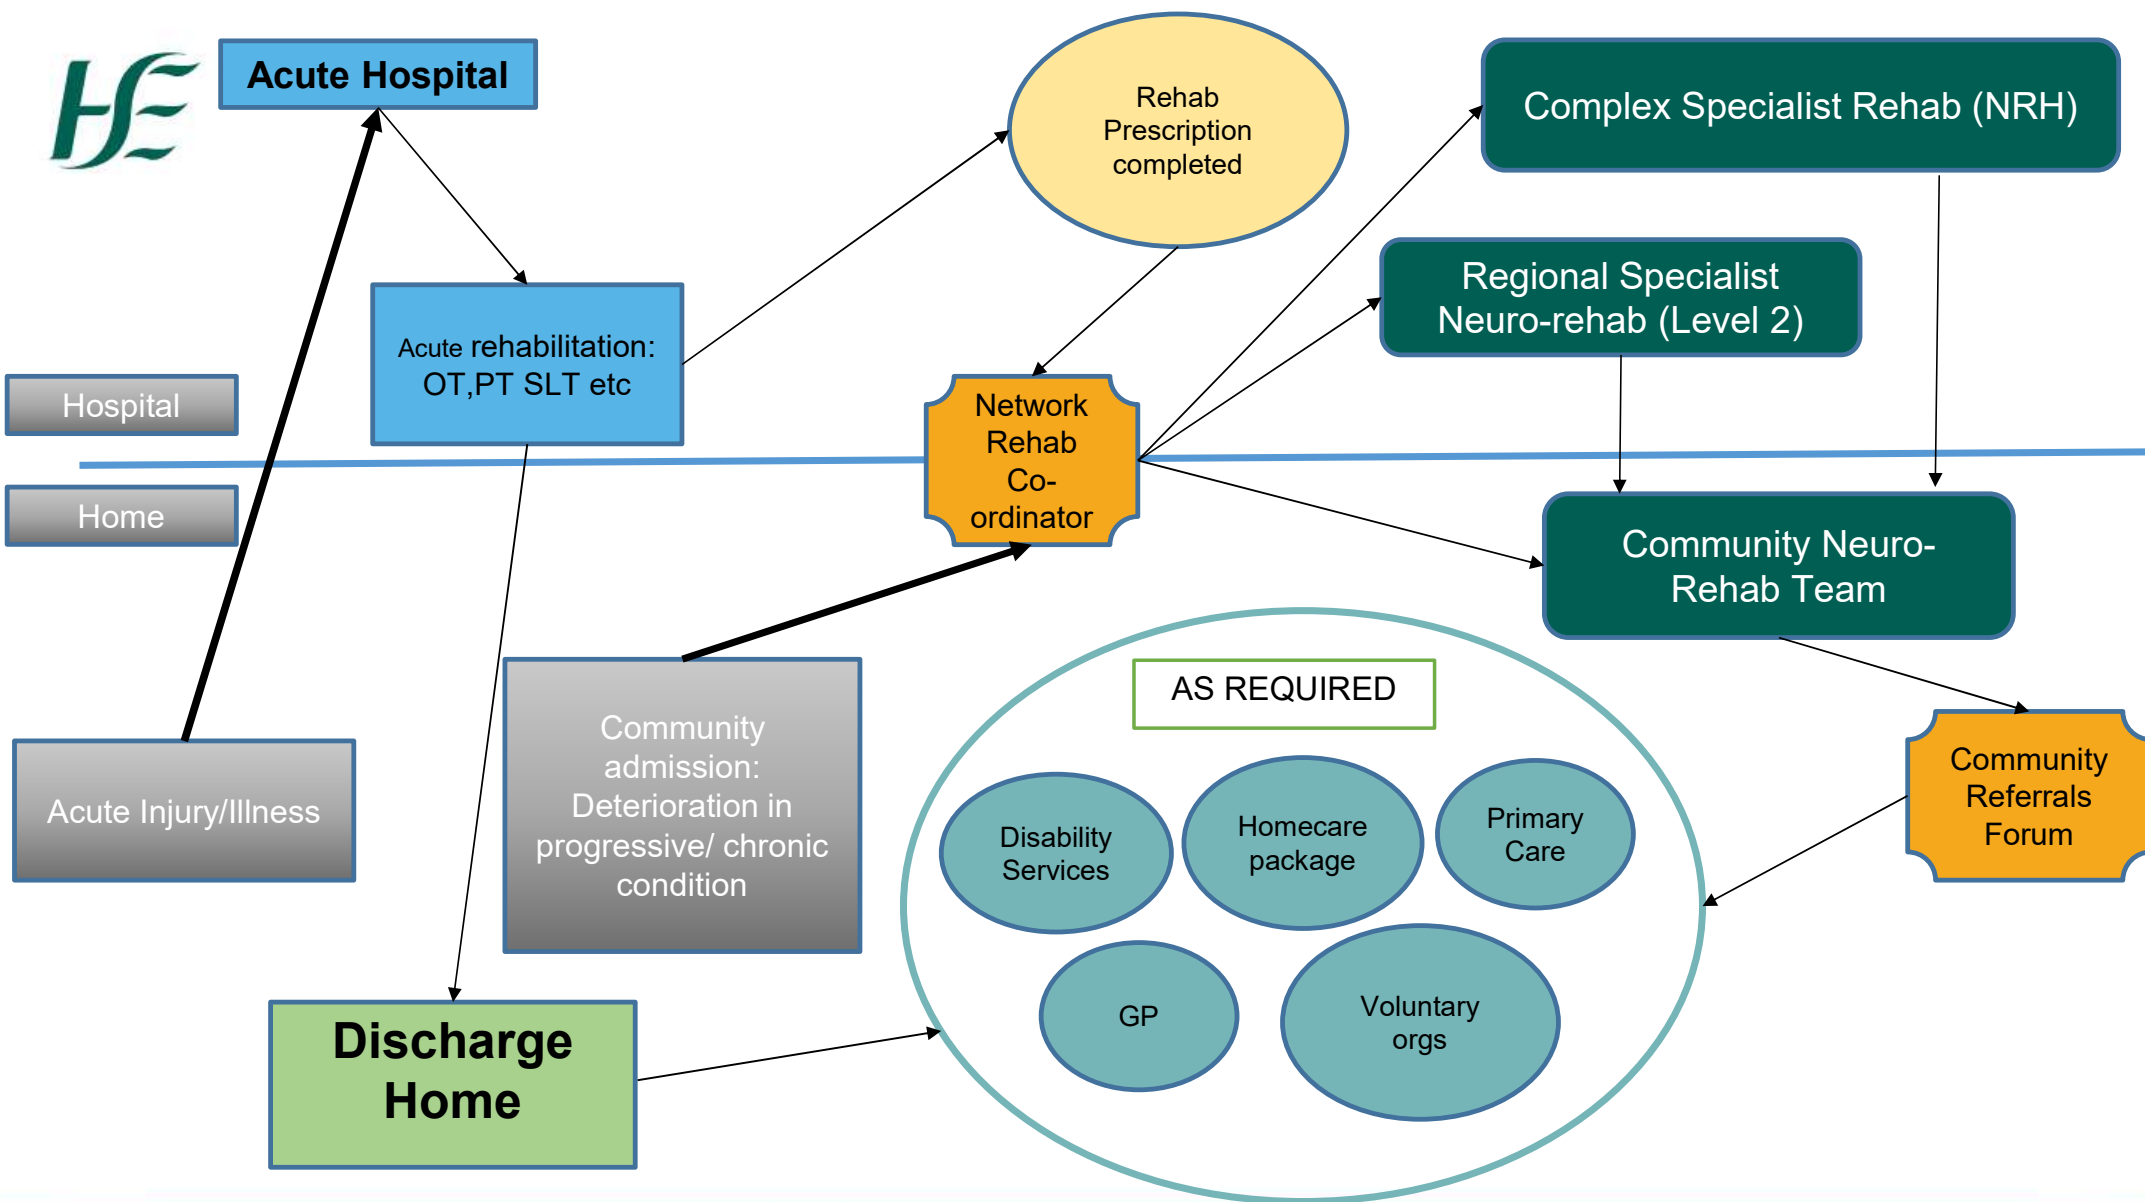 HSE
Acute Hospital
Rehab
Prescription
completed
Complex Specialist Rehab (NRH)
Regional Specialist
Neuro-rehab (Level 2)
Acute rehabilitation:
OT,PT SLT etc
Hospital
Network
Rehab
Co-
ordinator
Home
Community Neuro-
Rehab Team
AS REQUIRED
Community
admission:
Deterioration in
progressive/ chronic
condition
Acute Injury/Illness
Community
Referrals
Forum
Disability
Services
Homecare
package
Primary
Care
GP
Voluntary
orgs
Discharge
Home